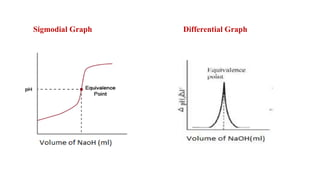 Sigmodial Graph
Differential Graph
pH
Equivalence
Point
Volume of NaoH (ml)
Equivalence
point
Volume of NaOH(ml)